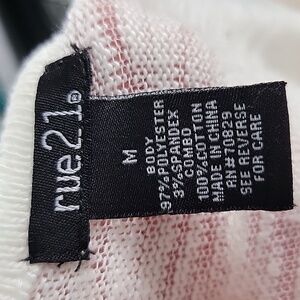 rue21®
M
BODY
97% POLYESTER
3% SPANDEX
COMBO
100% COTTON
MADE IN CHINA
RN# 70829
SEE REVERSE
FOR CARE